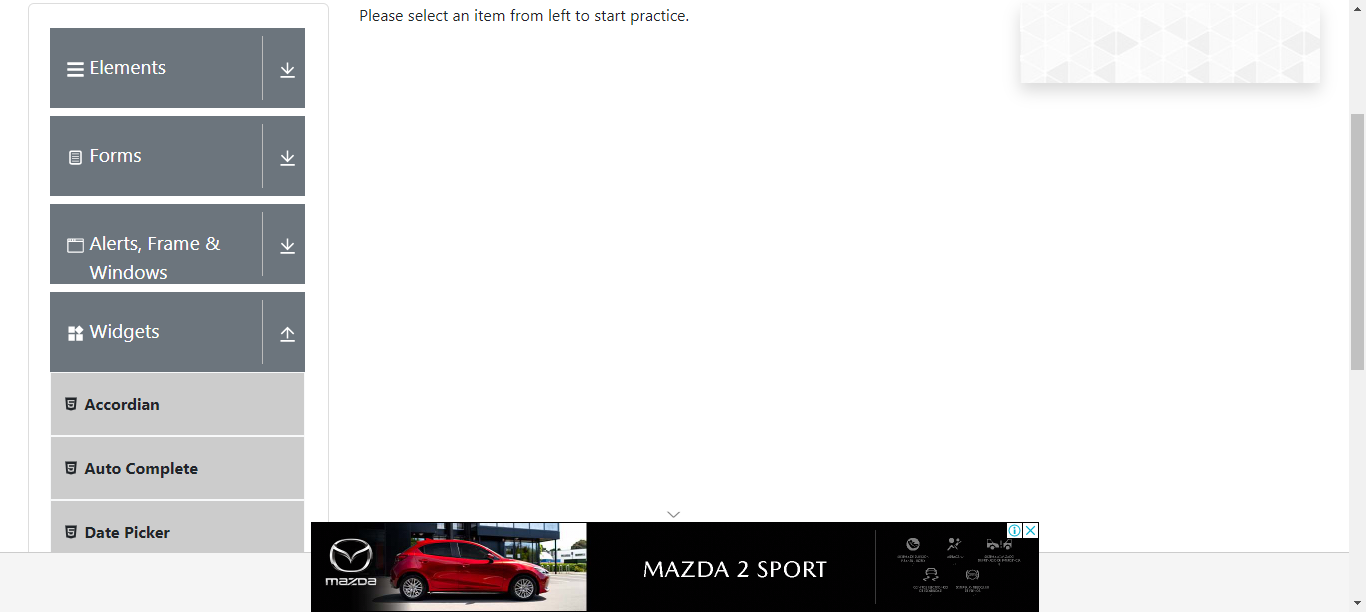 Please select an item from left to start practice.
Elements
Forms
Alerts, Frame &
Windows
Widgets
Accordian
Auto Complete
Date Picker
mazda
MAZDA 2 SPORT